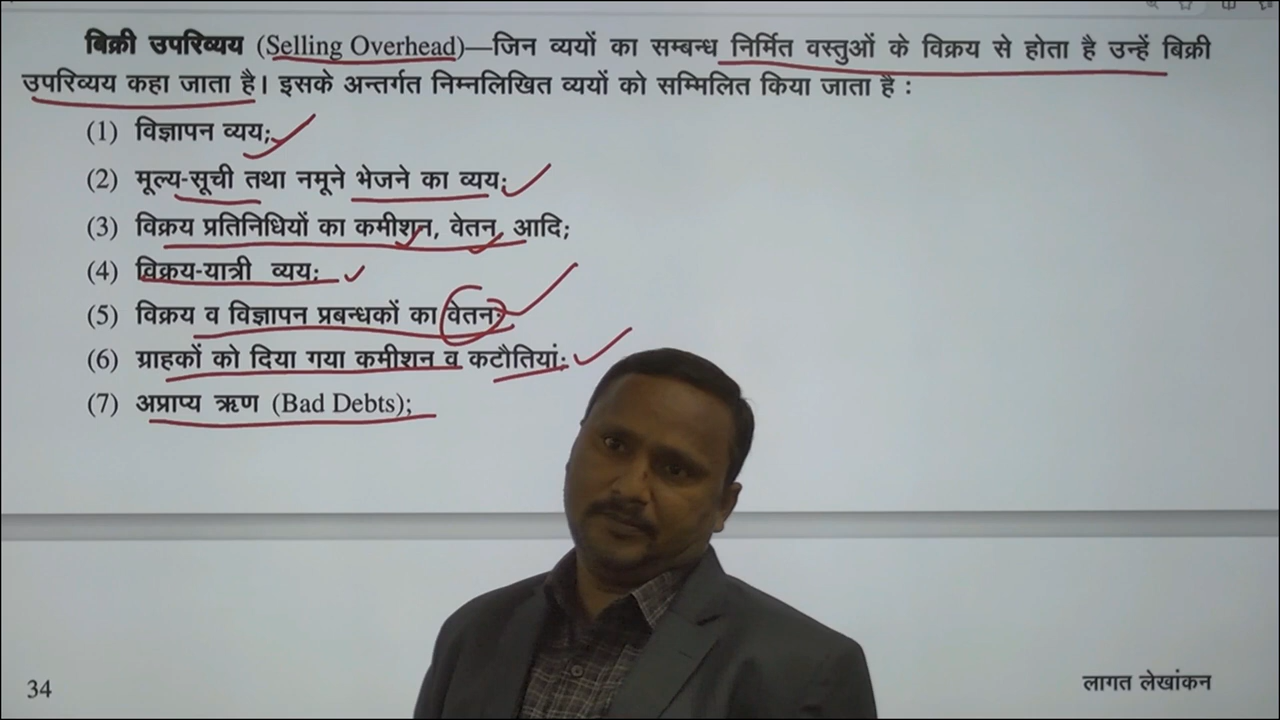 बिक्री उपरिव्यय (Selling Overhead)—जिन व्ययों का सम्बन्ध निर्मित वस्तुओं के विक्रय से होता है उन्हें बिक्री
उपरिव्यय कहा जाता है। इसके अन्तर्गत निम्नलिखित व्ययों को सम्मिलित किया जाता है :
(1) विज्ञापन व्यय;
(2) मूल्य-सूची तथा नमूने भेजने का व्यय;
(3) विक्रय प्रतिनिधियों का कमीशन, वेतन, आदि;
(4) विक्रय-यात्री व्यय;
(5) विक्रय व विज्ञापन प्रबन्धकों का वेतन;
(6) ग्राहकों को दिया गया कमीशन व कटौतियां;
(7) अप्राप्य ऋण (Bad Debts);
34
लागत लेखांकन